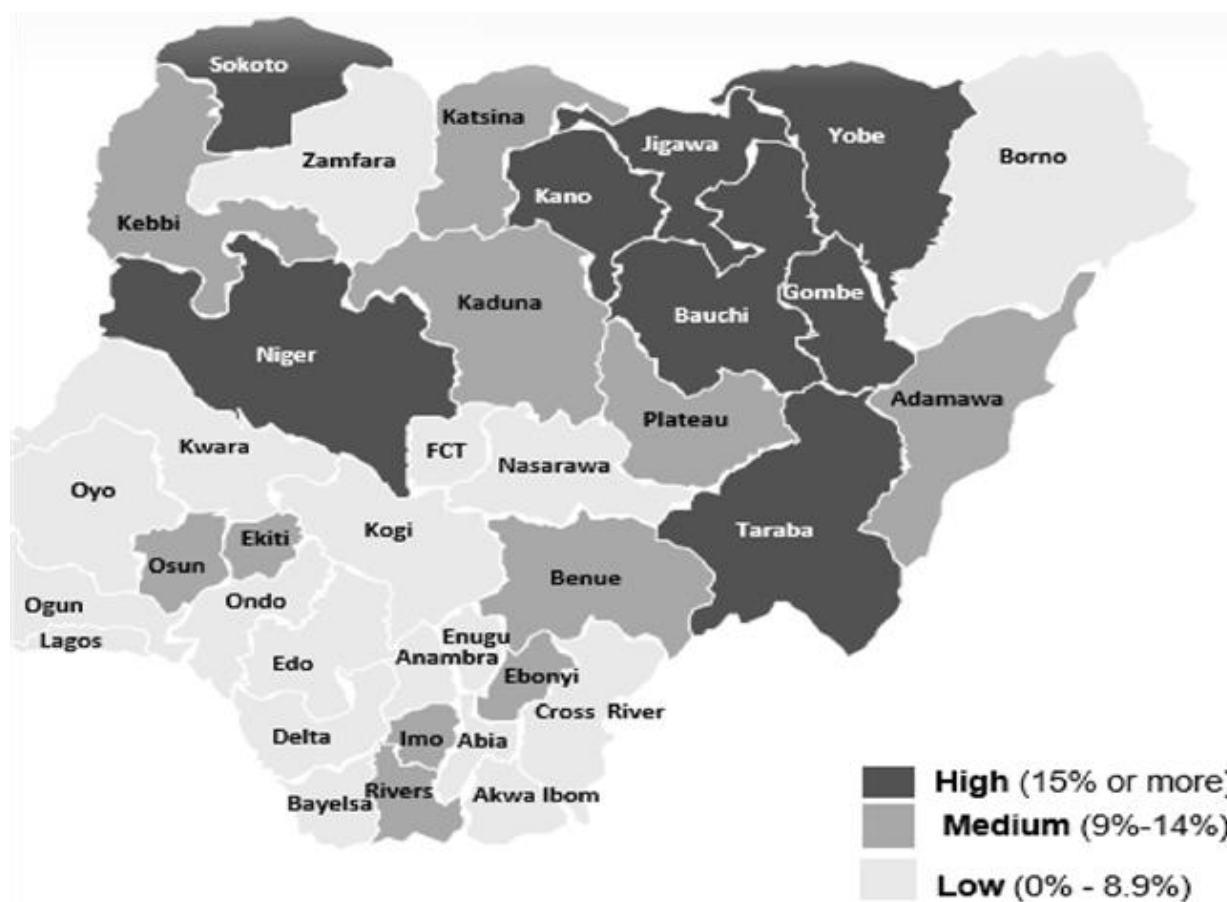 Sokoto
Katsina
Zamfara
Jigawa
Yobe
Borno
Kano
Kebbi
Kaduna
Gombe
Bauchi
Niger
Adamawa
Plateau
Kwara
FCT
Nasarawa
Oyo
Kogi
Taraba
Ekiti
Osun
Benue
Ogun
Ondo
Lagos
Enugu
Edo
Anambra
Ebonyi
Cross River
Delta
Imo
Abia
Bayelsa
Rivers
Akwa Ibom
High (15% or more)
Medium (9%-14%)
Low (0% - 8.9%)